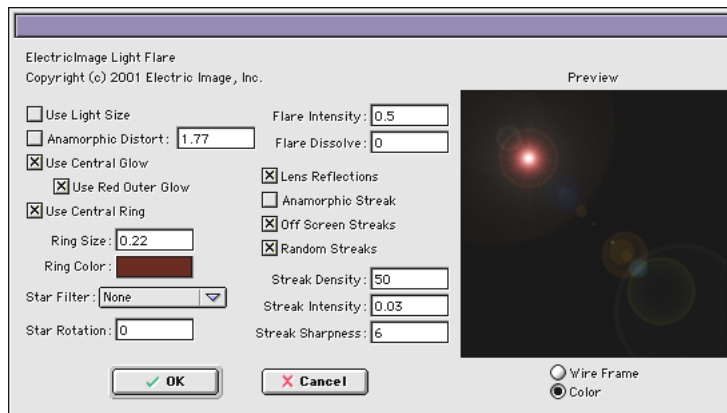 ElectricImage Light Flare
Copyright (c) 2001 Electric Image, Inc.
Use Light Size
Anamorphic Distort: 1.77
Use Central Glow
Use Red Outer Glow
Use Central Ring
Ring Size: 0.22
Ring Color:
Star Filter: None
Star Rotation: 0
Flare Intensity: 0.5
Flare Dissolve: 0
Lens Reflections
Anamorphic Streak
Off Screen Streaks
Random Streaks
Streak Density: 50
Streak Intensity: 0.03
Streak Sharpness: 6
Preview
Wire Frame
Color
OK
Cancel